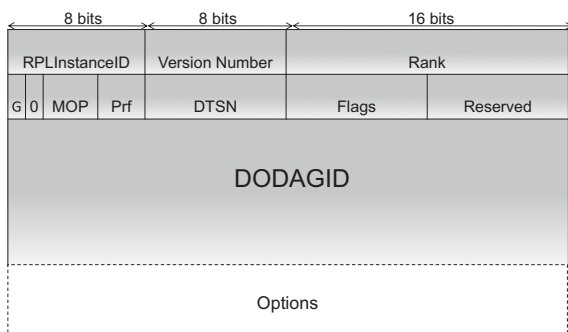 8 bits 8 bits 16 bits
RPLInstanceID Version Number Rank
G 0 MOP Prf DTSN Flags Reserved
DODAGID
Options